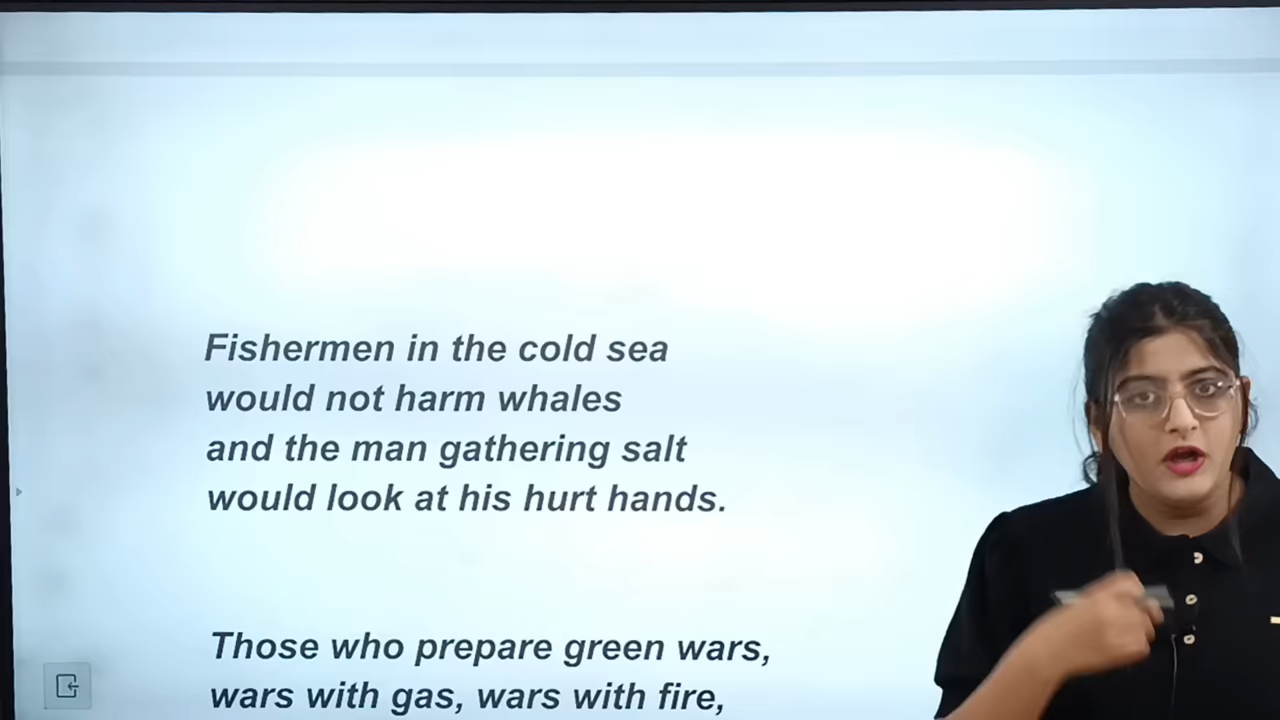 Fishermen in the cold sea
would not harm whales
and the man gathering salt
would look at his hurt hands.
Those who prepare green wars,
wars with gas, wars with fire,